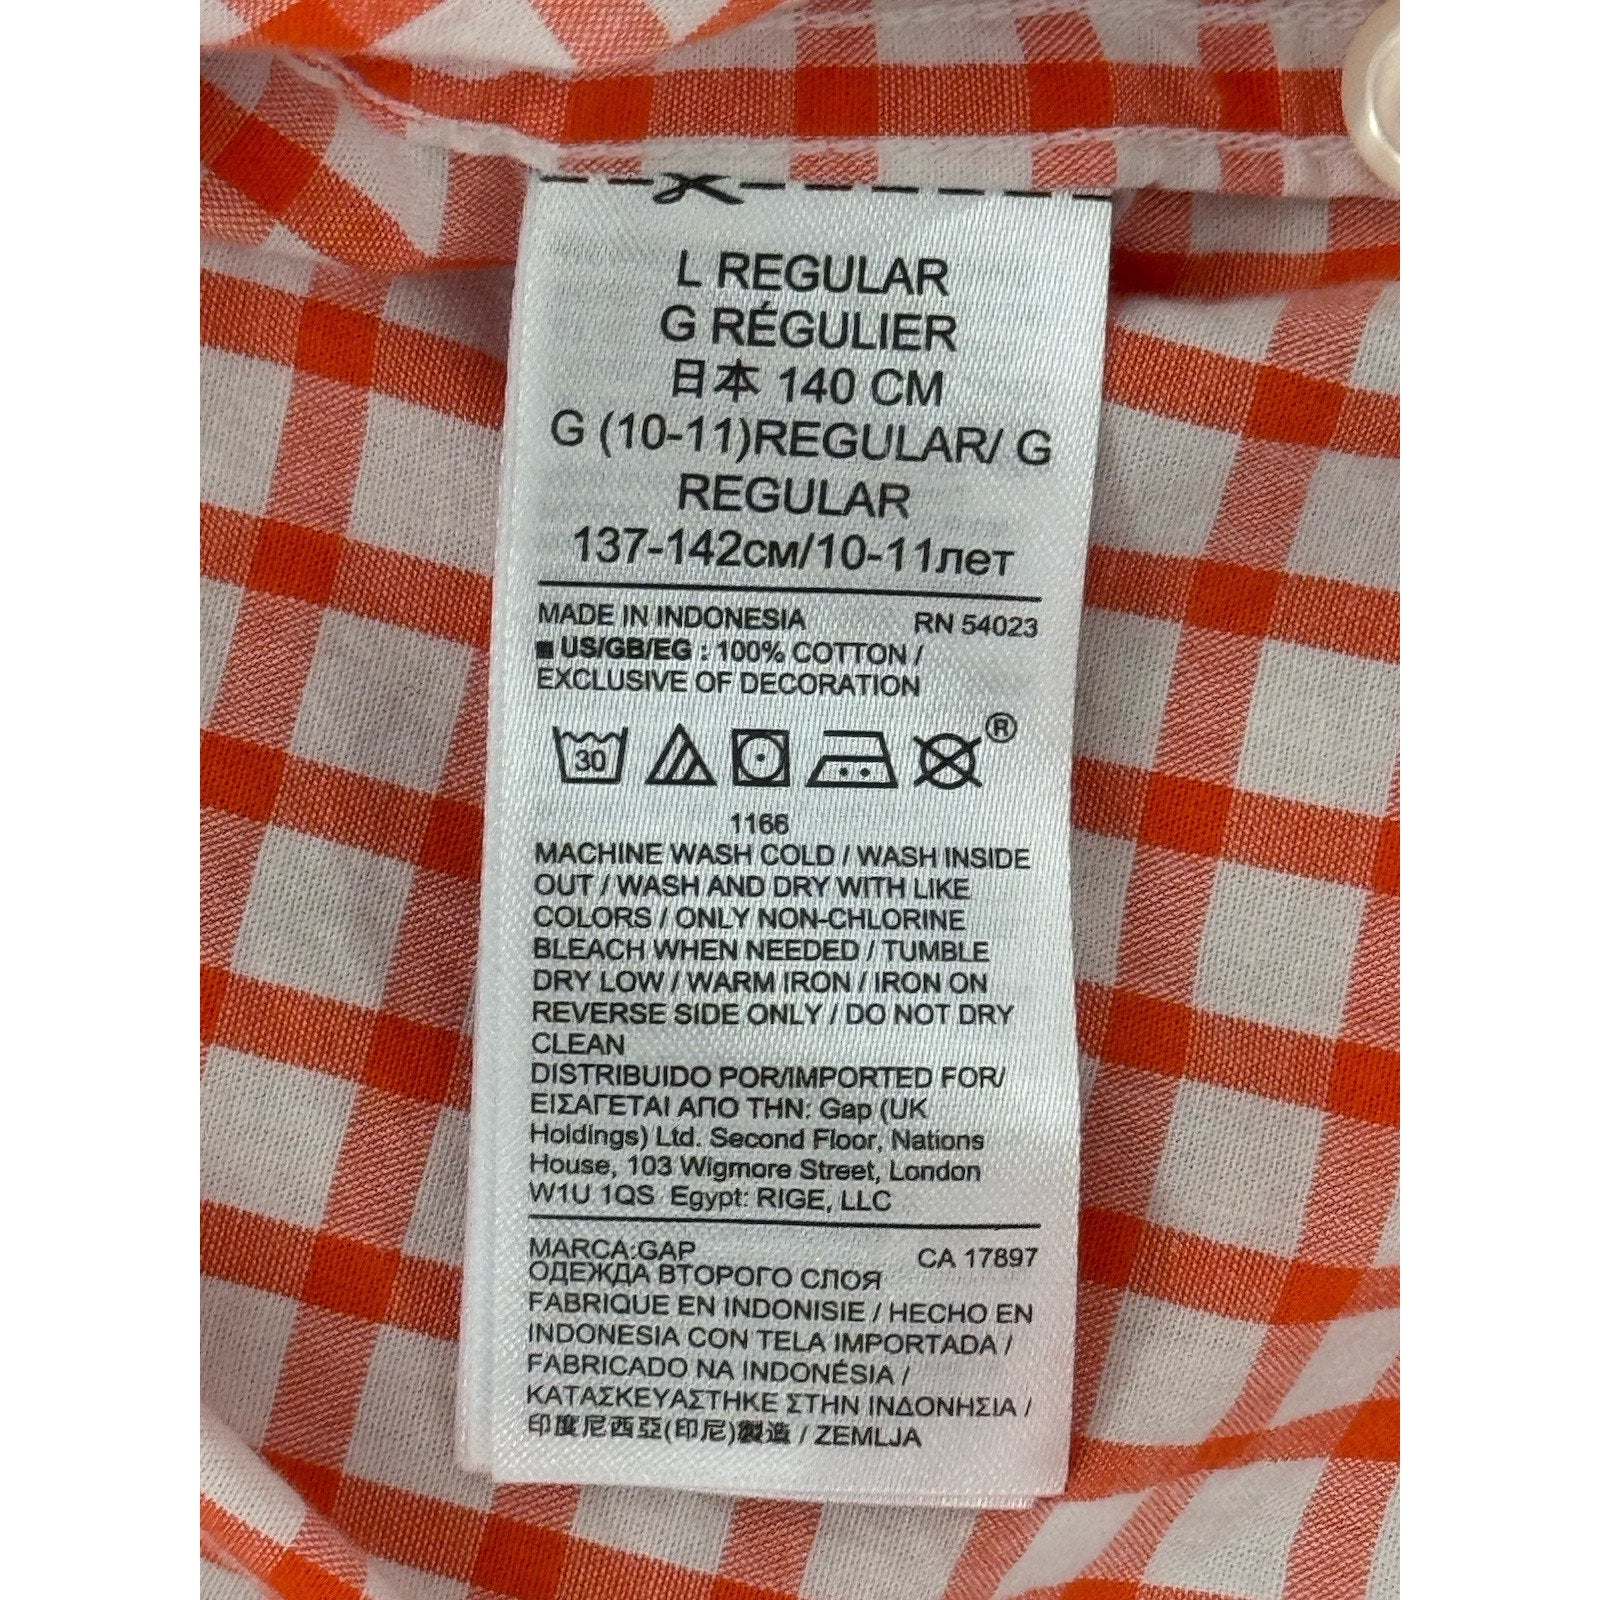 L REGULAR
G RÉGULIER
日本 140 CM
G (10-11)REGULAR/ G
REGULAR
137-142см/10-11лет
MADE IN INDONESIA RN 54023
■ US/GB/EG : 100% COTTON /
EXCLUSIVE OF DECORATION
30 ®
1166
MACHINE WASH COLD / WASH INSIDE
OUT / WASH AND DRY WITH LIKE
COLORS / ONLY NON-CHLORINE
BLEACH WHEN NEEDED / TUMBLE
DRY LOW / WARM IRON / IRON ON
REVERSE SIDE ONLY / DO NOT DRY
CLEAN
DISTRIBUIDO POR/IMPORTED FOR/
ΕΙΣΑΓΕΤΑΙ ΑΠΟ ΤΗΝ: Gap (UK
Holdings) Ltd. Second Floor, Nations
House, 103 Wigmore Street, London
W1U 1QS Egypt: RIGE, LLC
MARCA:GAP CA 17897
ОДЕЖДА ВТОРОГО СЛОЯ
FABRIQUE EN INDONISIE / HECHO EN
INDONESIA CON TELA IMPORTADA /
FABRICADO NA INDONÉSIA /
ΚΑΤΑΣΚΕΥΑΣΤΗΚΕ ΣΤΗΝ ΙΝΔΟΝΗΣΙΑ /
印度尼西亞(印尼)製造 / ZEMLJA